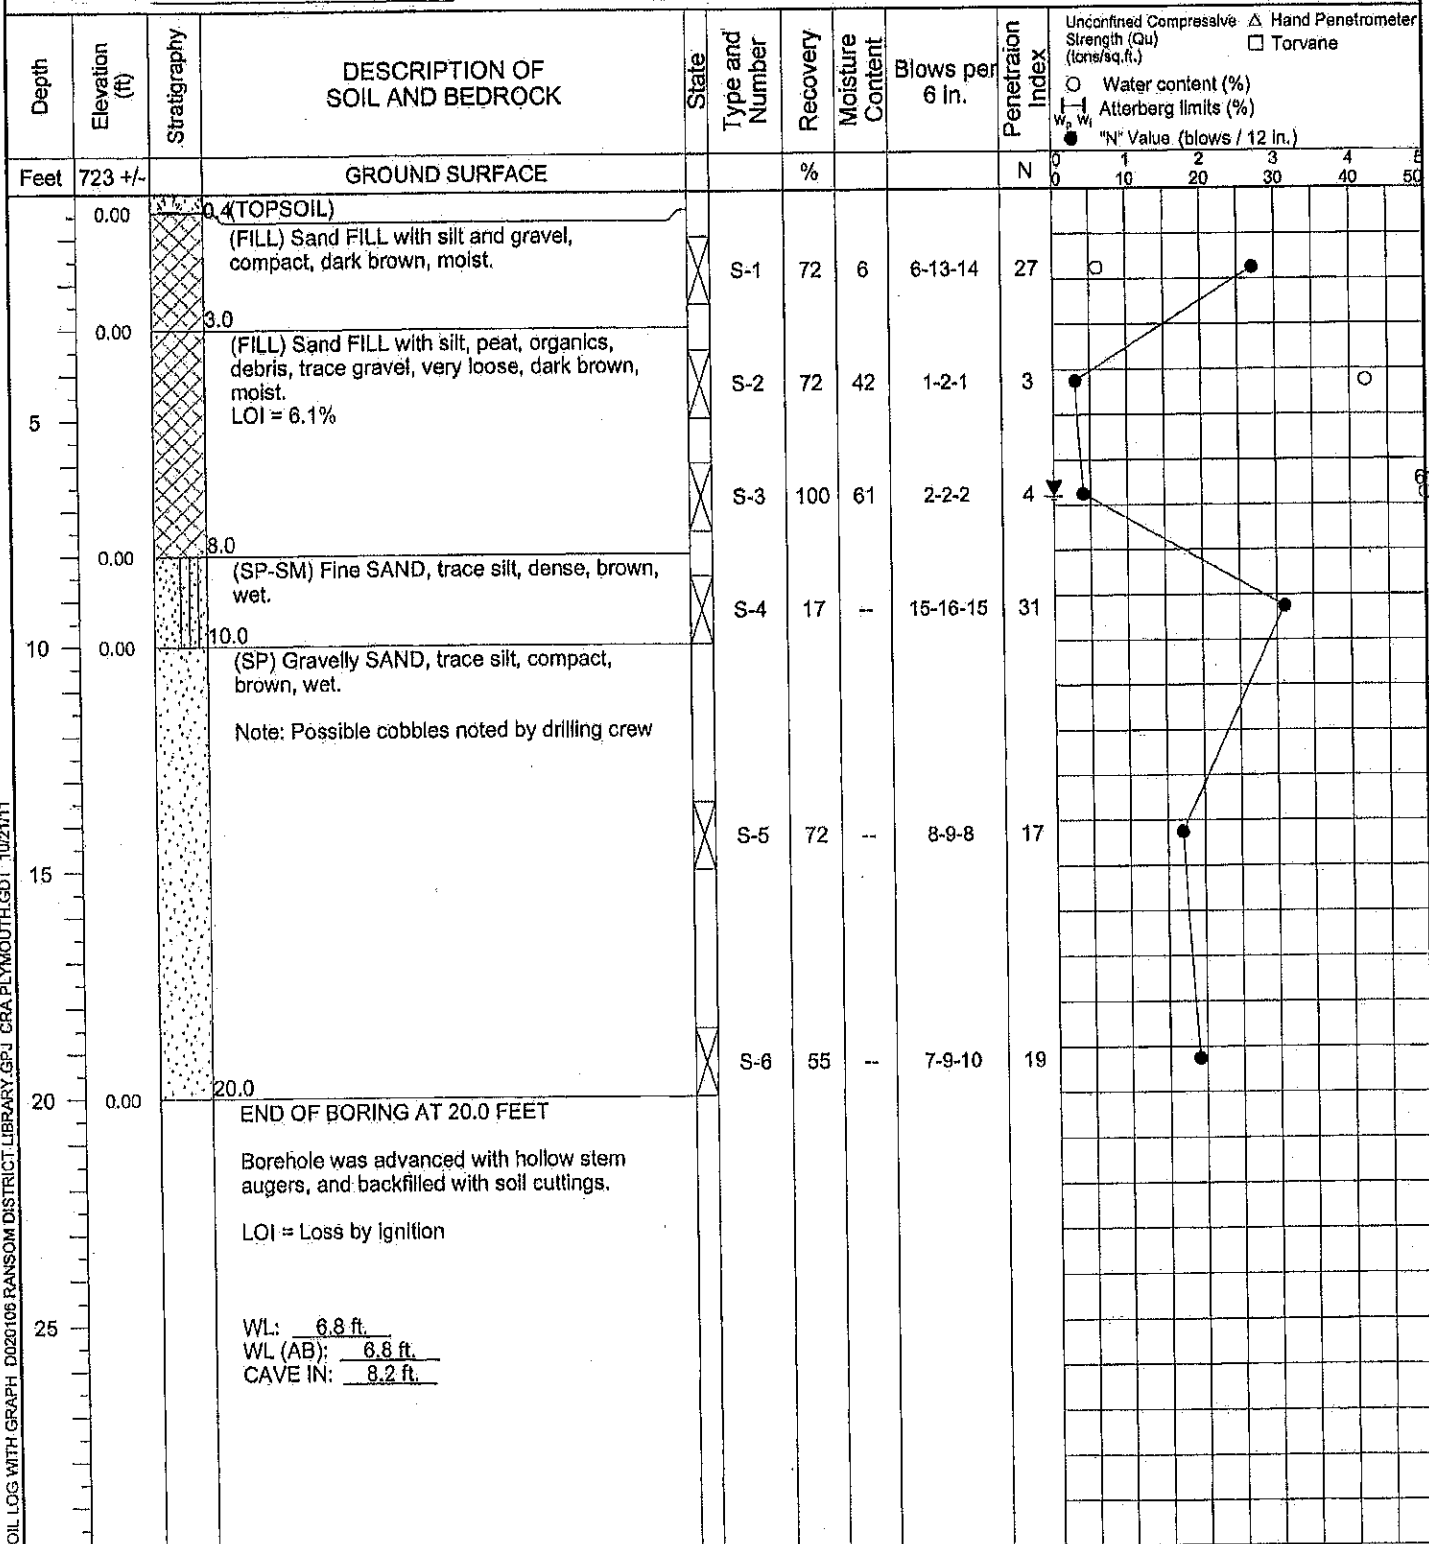 Depth
Elevation (ft)
Stratigraphy
DESCRIPTION OF
SOIL AND BEDROCK
State
Type and Number
Recovery
Moisture Content
Blows per
6 in.
Penetraion Index
Unconfined Compressive
Strength (Qu)
(tons/sq.ft.)
△ Hand Penetrometer
□ Torvane
○ Water content (%)
Wp Wl Atterberg limits (%)
● "N" Value (blows / 12 in.)
Feet 723 +/- GROUND SURFACE % N
0 1 2 3 4 5
0 10 20 30 40 50
0.00 0.4 (TOPSOIL)
(FILL) Sand FILL with silt and gravel,
compact, dark brown, moist.
S-1 72 6 6-13-14 27
0.00 3.0
(FILL) Sand FILL with silt, peat, organics,
debris, trace gravel, very loose, dark brown,
moist.
LOI = 6.1%
S-2 72 42 1-2-1 3
5
S-3 100 61 2-2-2 4
0.00 8.0
(SP-SM) Fine SAND, trace silt, dense, brown,
wet.
S-4 17 -- 15-16-15 31
10 0.00 10.0
(SP) Gravelly SAND, trace silt, compact,
brown, wet.
Note: Possible cobbles noted by drilling crew
S-5 72 -- 8-9-8 17
15
S-6 55 -- 7-9-10 19
20 0.00 20.0
END OF BORING AT 20.0 FEET
Borehole was advanced with hollow stem
augers, and backfilled with soil cuttings.
LOI = Loss by ignition
25
WL: 6.8 ft.
WL (AB): 6.8 ft.
CAVE IN: 8.2 ft.
OIL LOG WITH GRAPH D020106 RANSOM DISTRICT LIBRARY.GPJ CRA PLYMOUTH.GDT 10/21/11